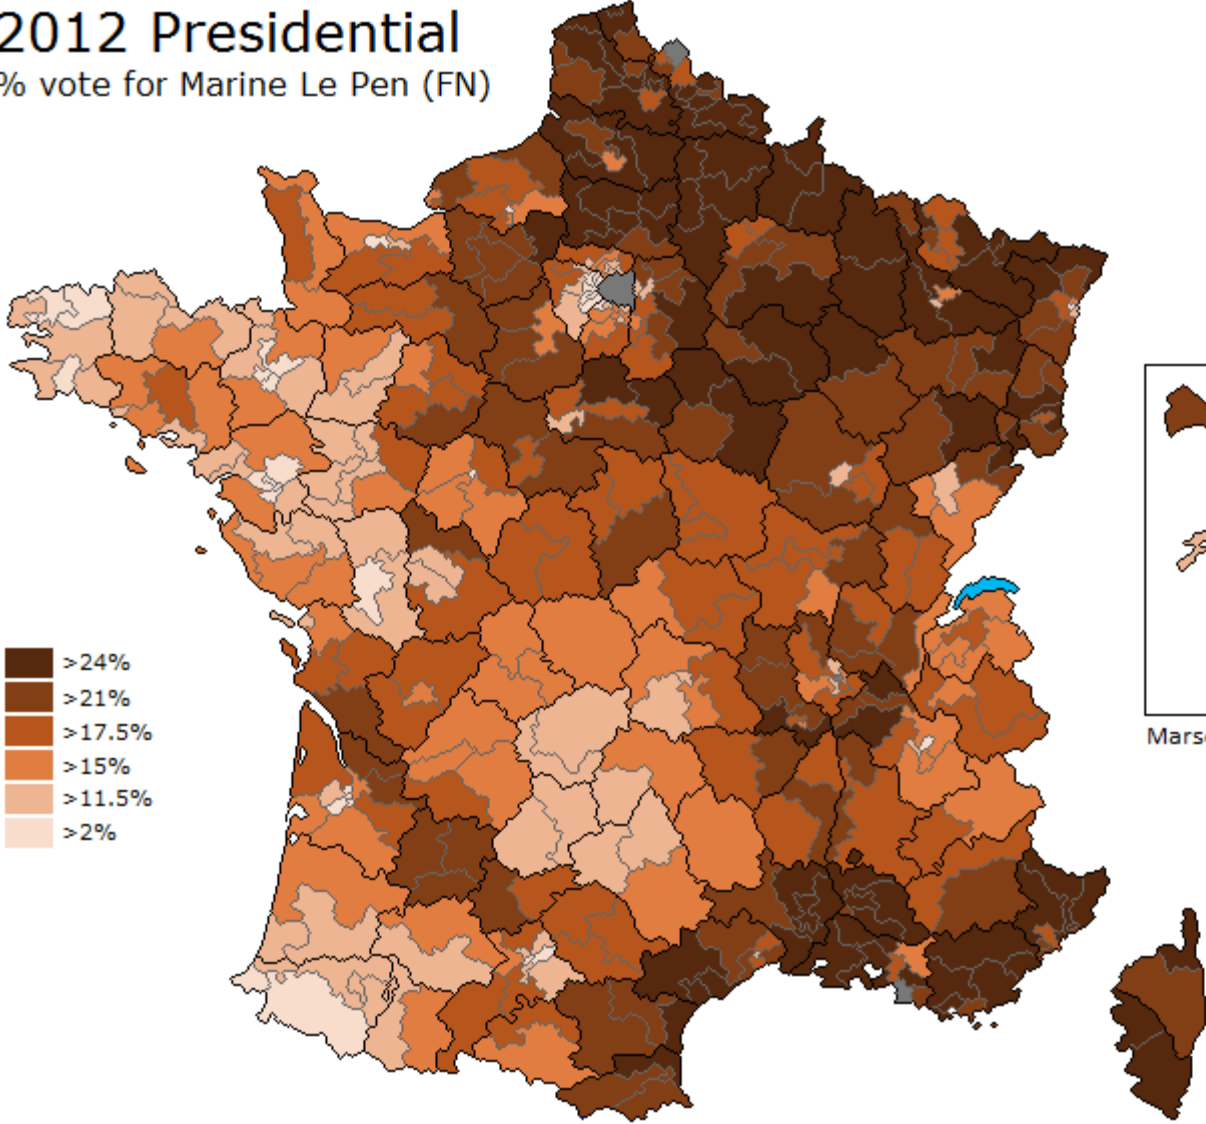 2012 Presidential
% vote for Marine Le Pen (FN)
>24%
>21%
>17.5%
>15%
>11.5%
>2%
Mars